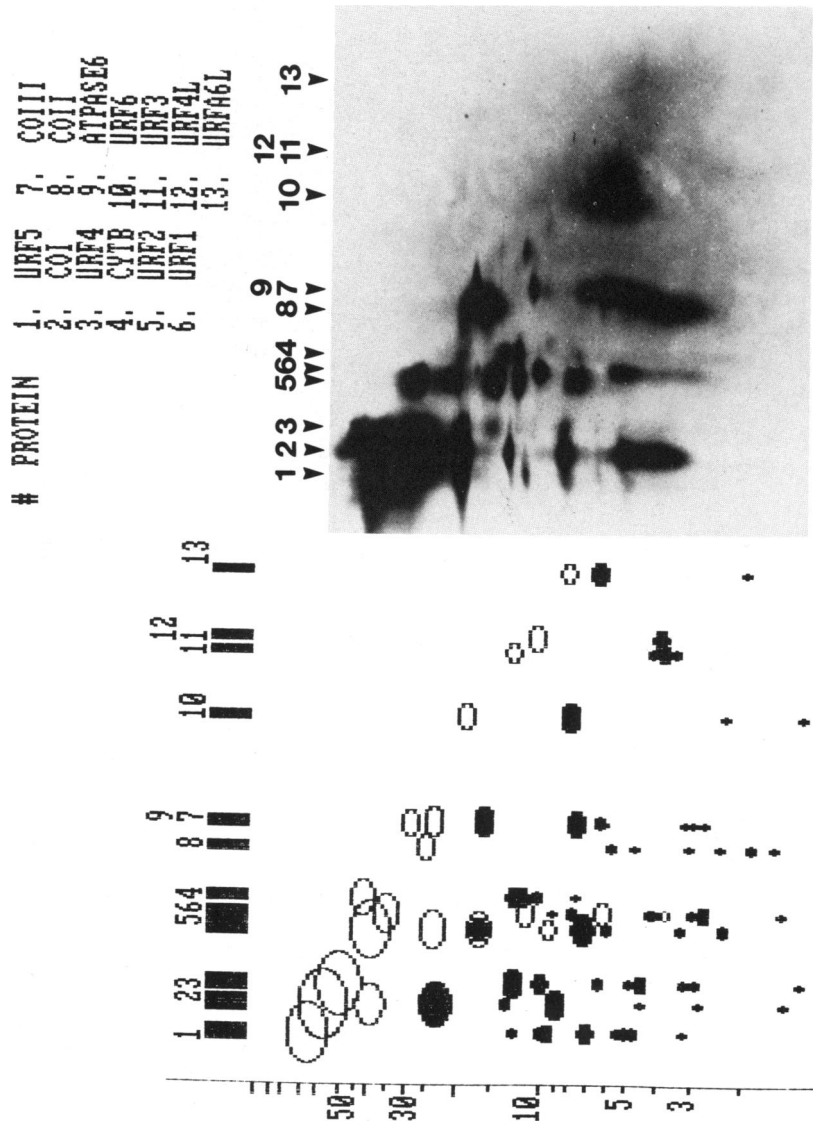 # PROTEIN
1. URF5 7. COIII
2. COI 8. COII
3. URF4 9. ATPASE6
4. CYTB 10. URF6
5. URF2 11. URF3
6. URF1 12. URF4L
13. URFA6L
9 12
1 2 3 5 6 4 8 7 10 11 13
9 12 13
1 23 564 8 7 10 11
50
30
10
5
3